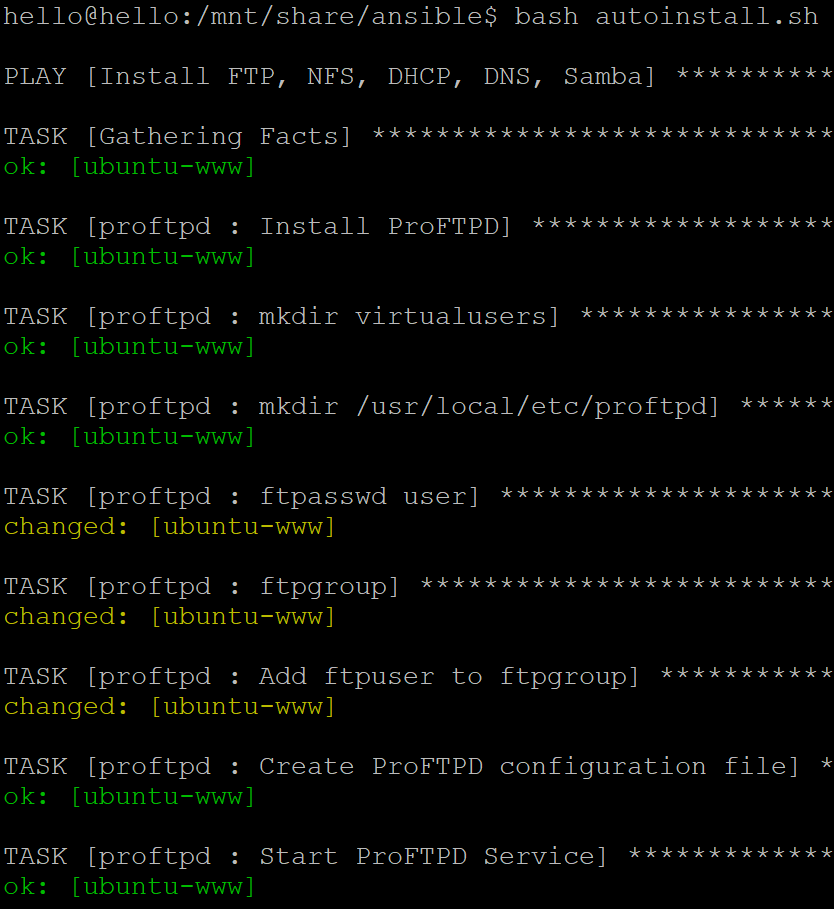 hello@hello:/mnt/share/ansible$ bash autoinstall.sh
PLAY [Install FTP, NFS, DHCP, DNS, Samba] **********
TASK [Gathering Facts] *****************************
ok: [ubuntu-www]
TASK [proftpd : Install ProFTPD] *******************
ok: [ubuntu-www]
TASK [proftpd : mkdir virtualusers] ****************
ok: [ubuntu-www]
TASK [proftpd : mkdir /usr/local/etc/proftpd] ******
ok: [ubuntu-www]
TASK [proftpd : ftpasswd user] *********************
changed: [ubuntu-www]
TASK [proftpd : ftpgroup] **************************
changed: [ubuntu-www]
TASK [proftpd : Add ftpuser to ftpgroup] ***********
changed: [ubuntu-www]
TASK [proftpd : Create ProFTPD configuration file] *
ok: [ubuntu-www]
TASK [proftpd : Start ProFTPD Service] *************
ok: [ubuntu-www]